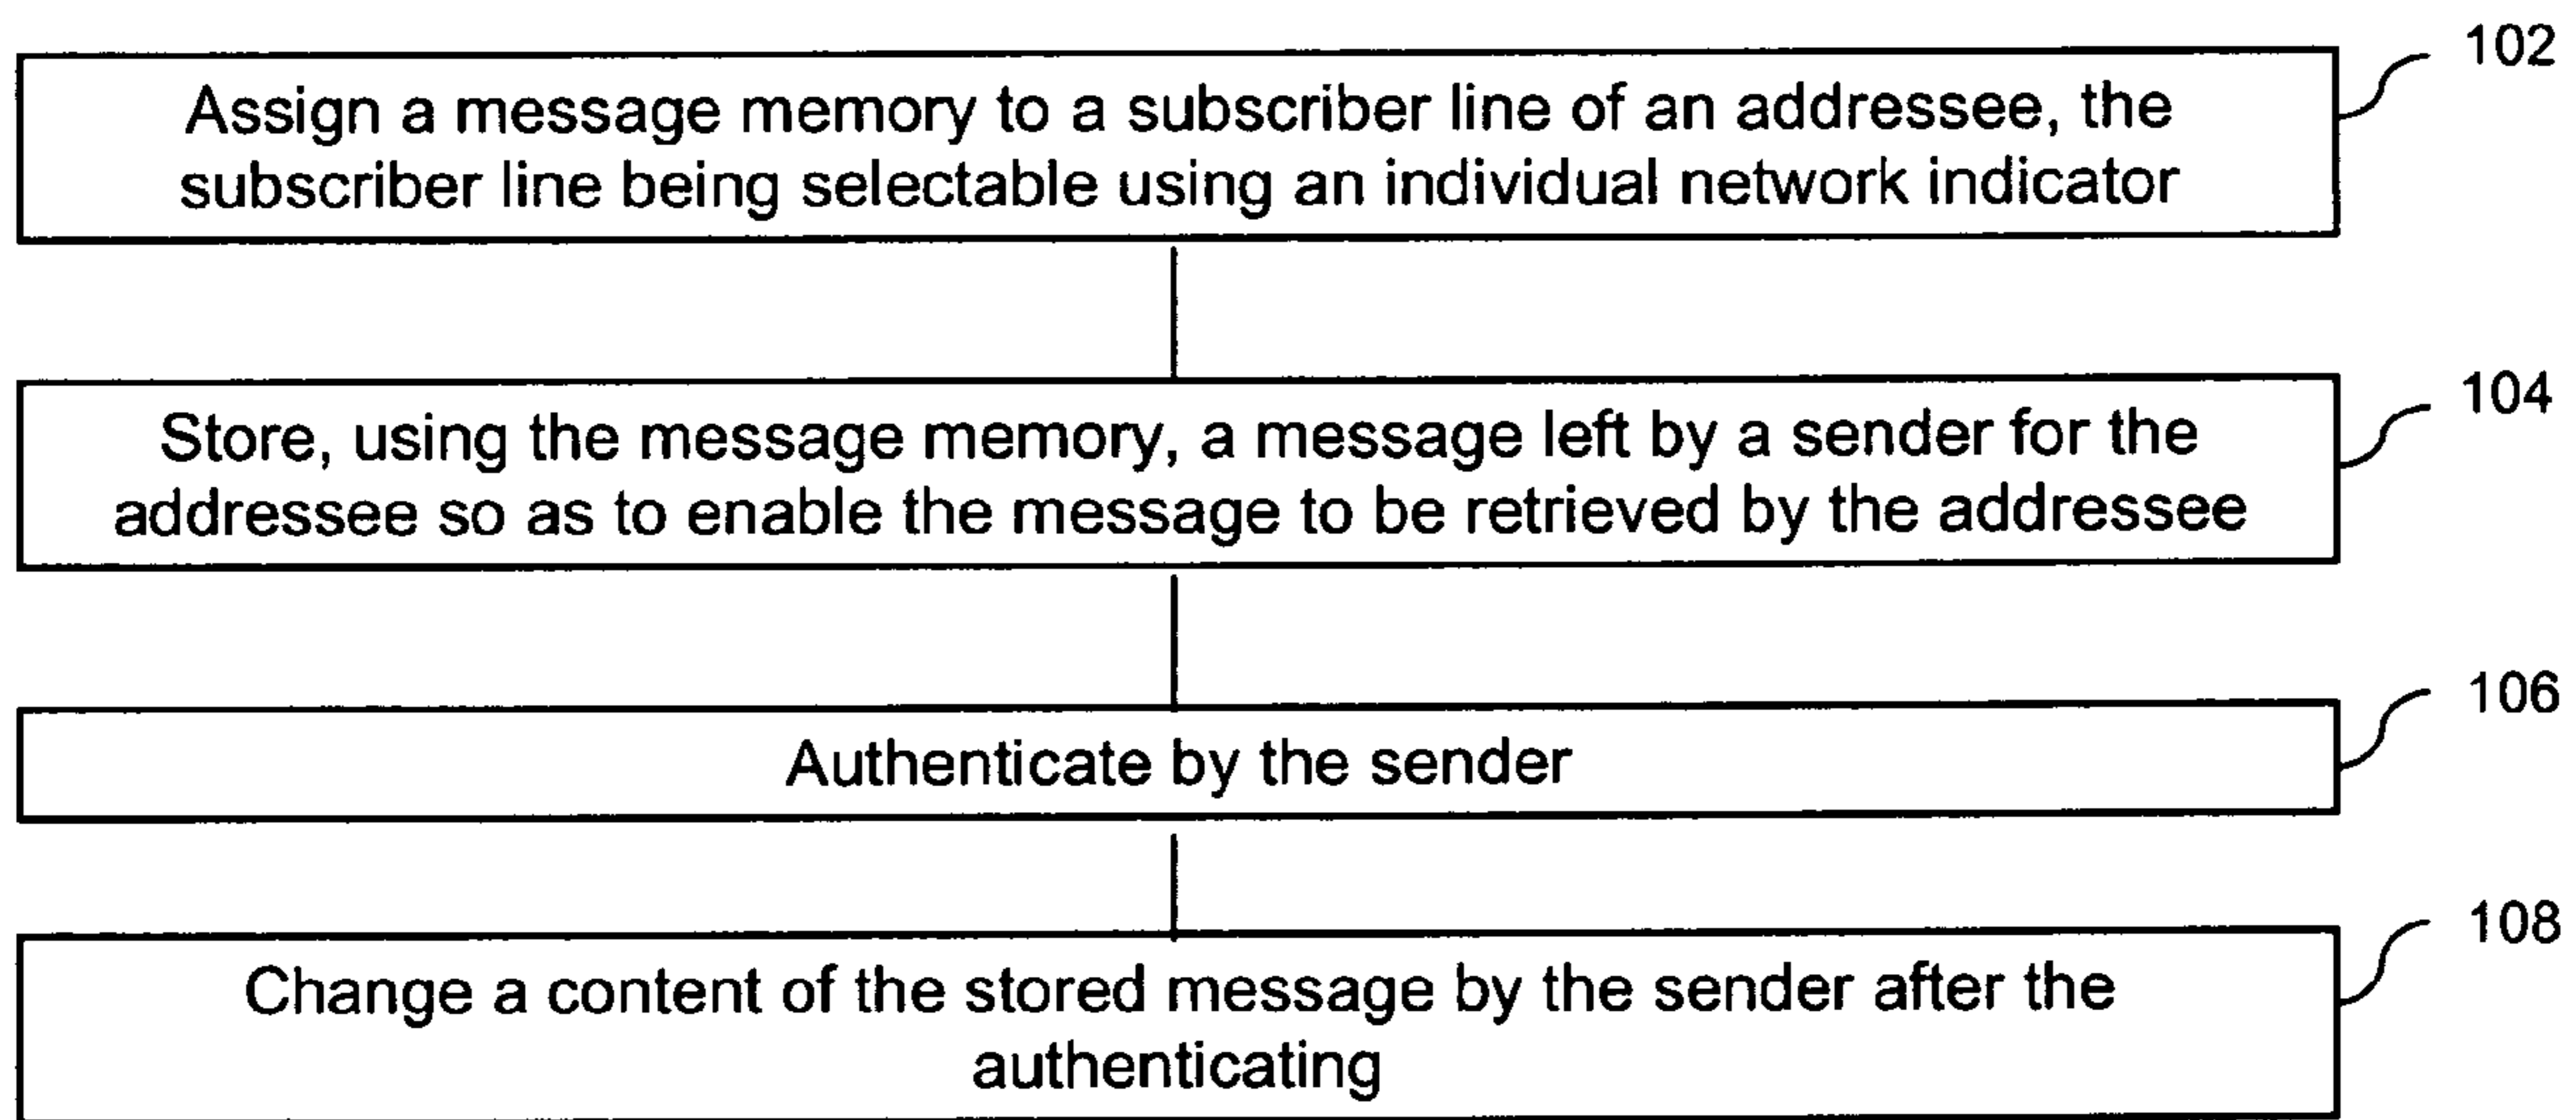 102
Assign a message memory to a subscriber line of an addressee, the
subscriber line being selectable using an individual network indicator
104
Store, using the message memory, a message left by a sender for the
addressee so as to enable the message to be retrieved by the addressee
106
Authenticate by the sender
108
Change a content of the stored message by the sender after the
authenticating